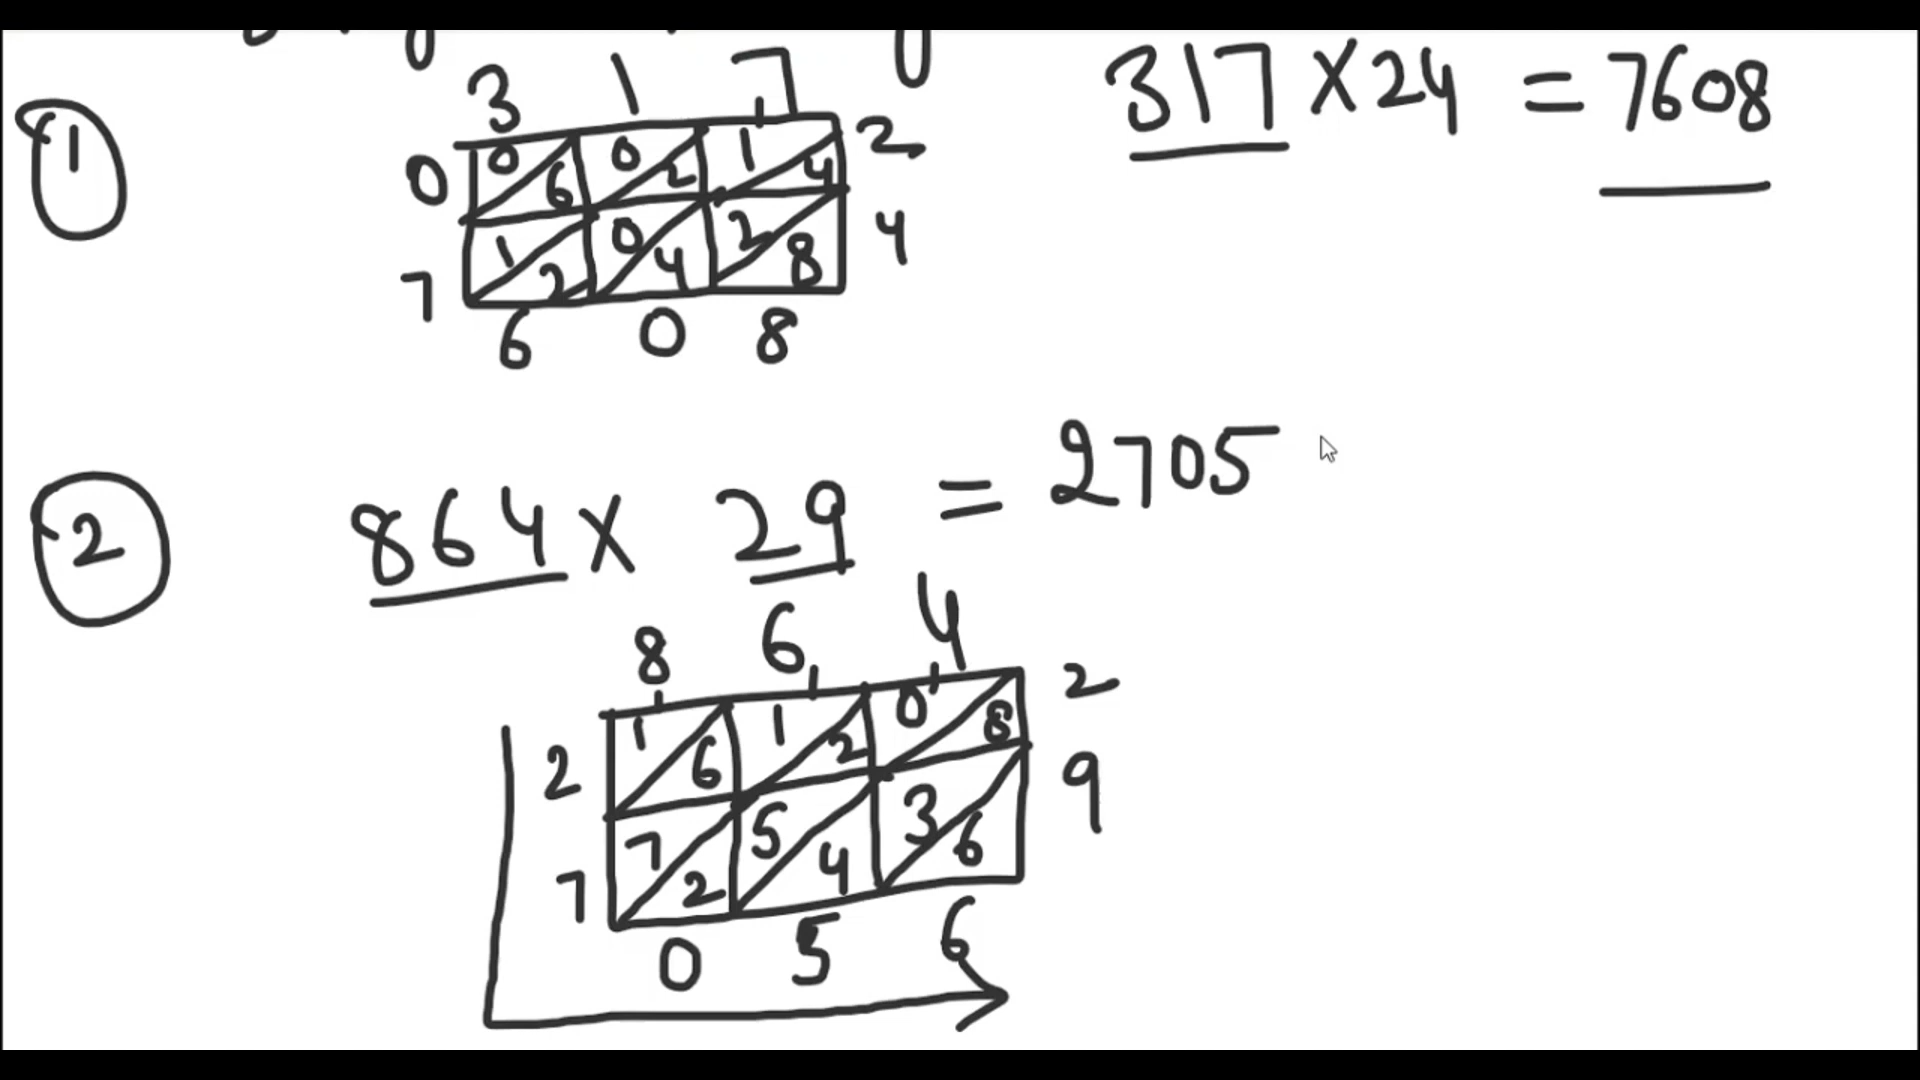 1
317 × 24 = 7608
3 1 7
0 0 6 0 2 1 4 2
7 1 2 0 4 2 8 4
6 0 8
2
864 × 29 = 2705
8 6 4
2 1 6 1 2 0 8 2
7 7 2 5 4 3 6 9
0 5 6